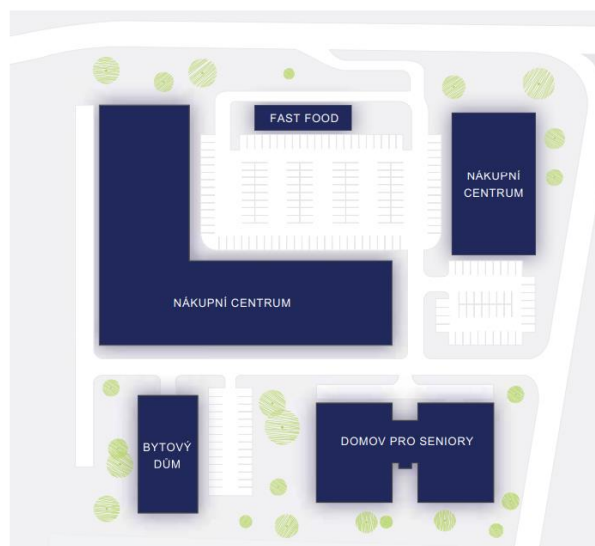 FAST FOOD
NÁKUPNÍ
CENTRUM
NÁKUPNÍ CENTRUM
BYTOVÝ
DŮM
DOMOV PRO SENIORY